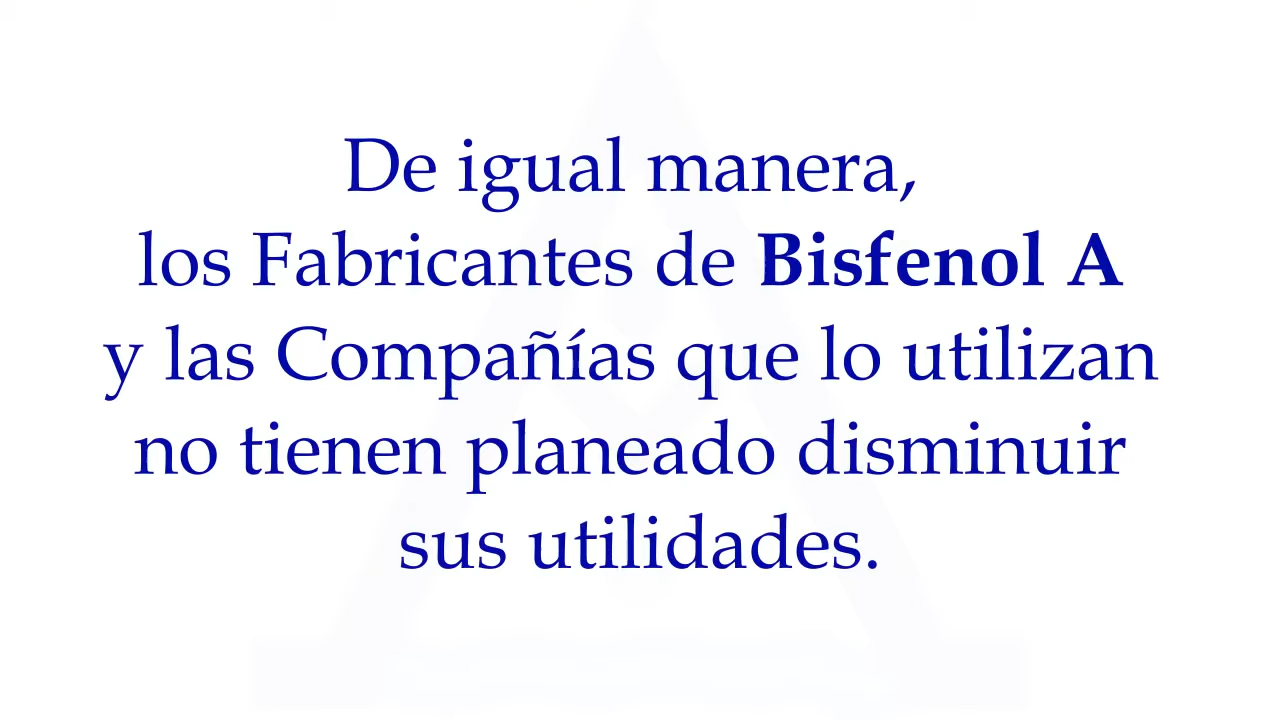 De igual manera,
los Fabricantes de Bisfenol A
y las Compañías que lo utilizan
no tienen planeado disminuir
sus utilidades.